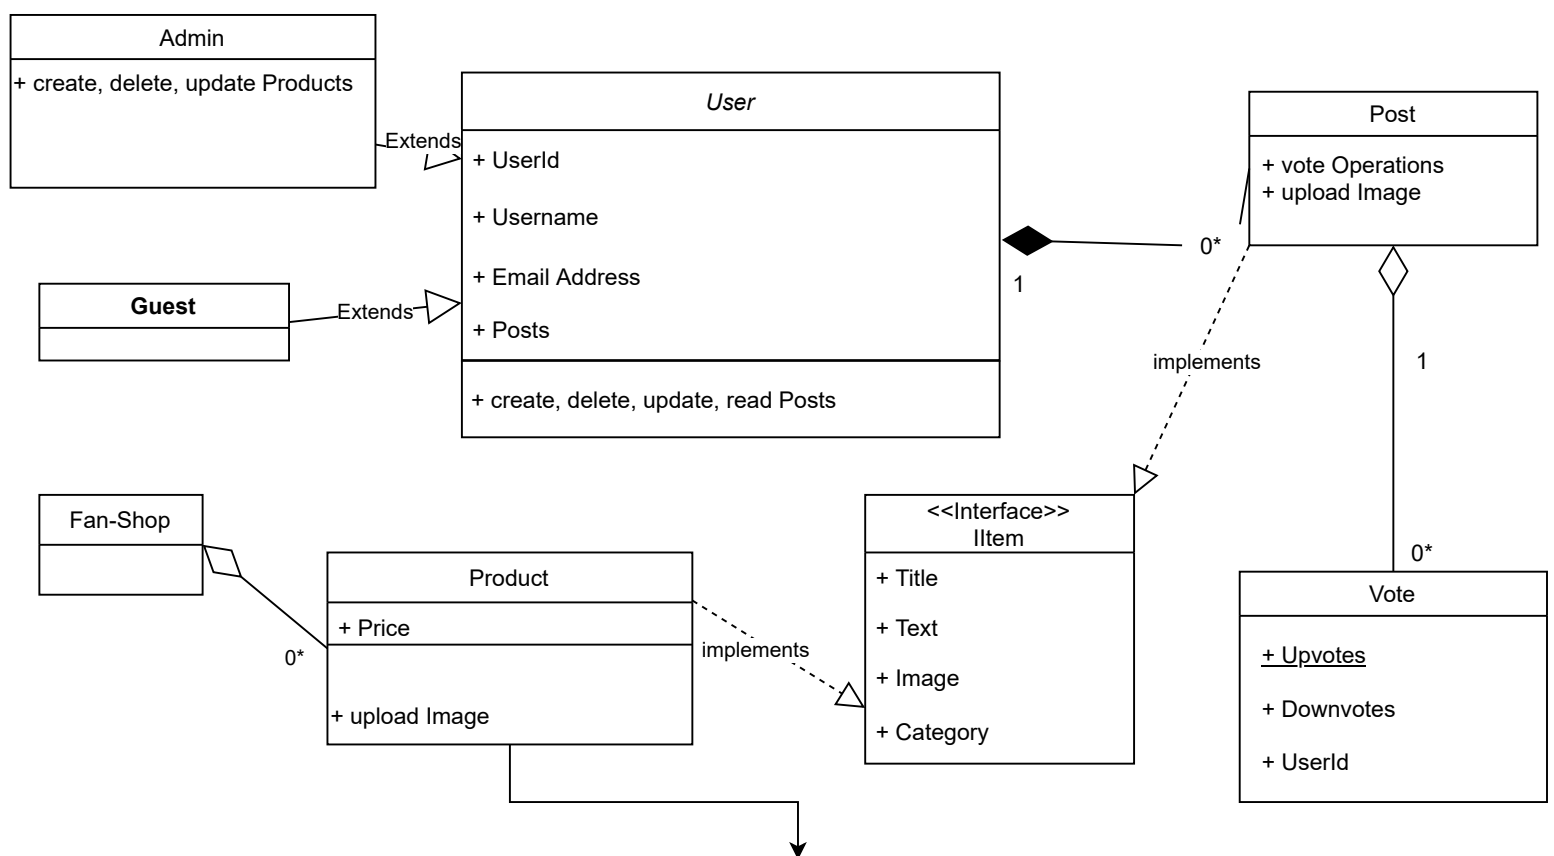 Admin
+ create, delete, update Products
Extends
User
+ UserId
+ Username
+ Email Address
+ Posts
+ create, delete, update, read Posts
Guest
Extends
1
0*
Post
+ vote Operations
+ upload Image
implements
1
0*
Fan-Shop
0*
Product
+ Price
+ upload Image
implements
<<Interface>>
IItem
+ Title
+ Text
+ Image
+ Category
Vote
+ Upvotes
+ Downvotes
+ UserId